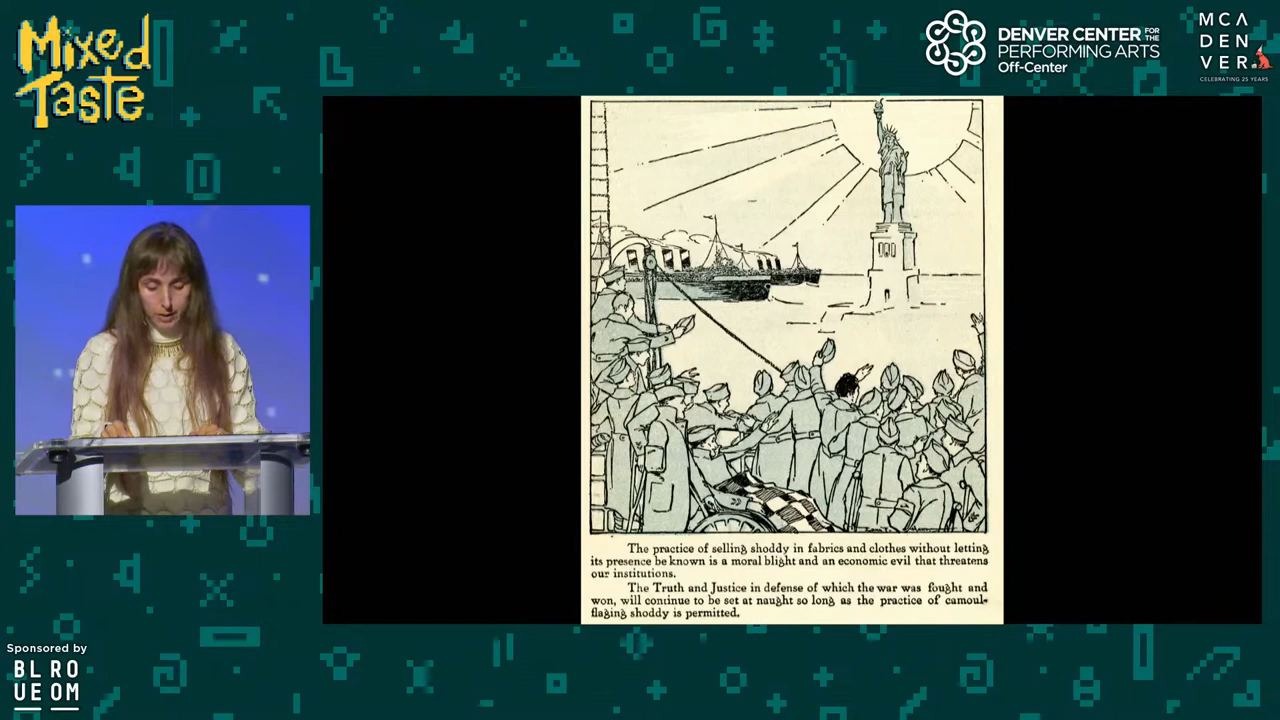 Mixed
Taste
DENVER CENTER FOR THE
PERFORMING ARTS
Off-Center
MCA
DEN
VER
CELEBRATING 25 YEARS
The practice of selling shoddy in fabrics and clothes without letting
its presence be known is a moral blight and an economic evil that threatens
our institutions.
The Truth and Justice in defense of which the war was fought and
won, will continue to be set at naught so long as the practice of camou-
flaging shoddy is permitted.
Sponsored by
BL RO
UE OM